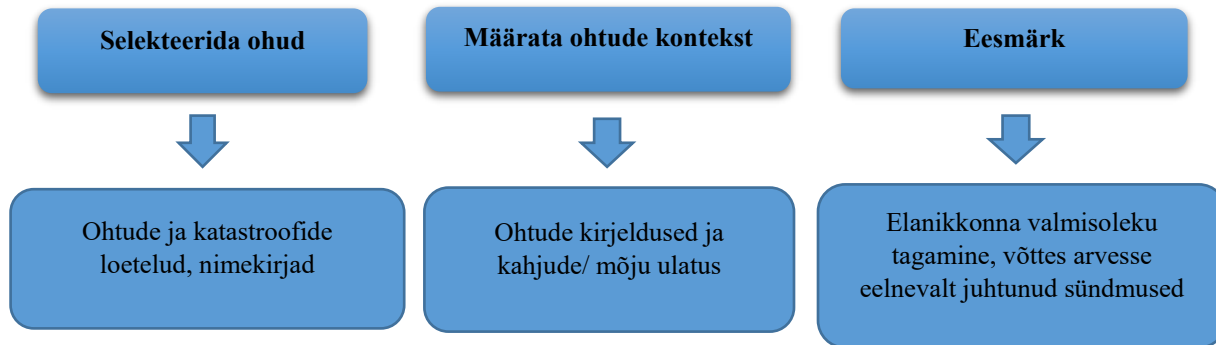 Selekteerida ohud
Määrata ohtude kontekst
Eesmärk
Ohtude ja katastroofide
loetelud, nimekirjad
Ohtude kirjeldused ja
kahjude/ mõju ulatus
Elanikkonna valmisoleku
tagamine, võttes arvesse
eelnevalt juhtunud sündmused